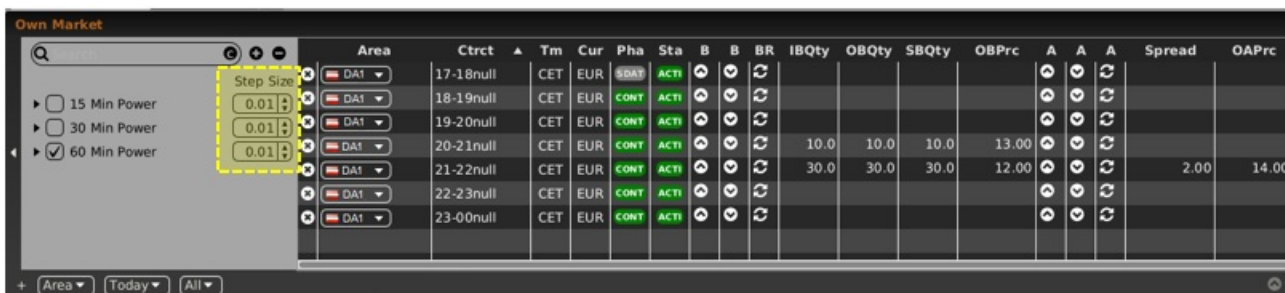 Own Market
Search
Area Ctrct Tm Cur Pha Sta B B BR IBQty OBQty SBQty OBPrc A A A Spread OAPrc
Step Size
15 Min Power 0.01
30 Min Power 0.01
60 Min Power 0.01
DA1 17-18null CET EUR SDAT ACTI
DA1 18-19null CET EUR CONT ACTI
DA1 19-20null CET EUR CONT ACTI
DA1 20-21null CET EUR CONT ACTI 10.0 10.0 10.0 13.00
DA1 21-22null CET EUR CONT ACTI 30.0 30.0 30.0 12.00 2.00 14.00
DA1 22-23null CET EUR CONT ACTI
DA1 23-00null CET EUR CONT ACTI
+ Area Today All